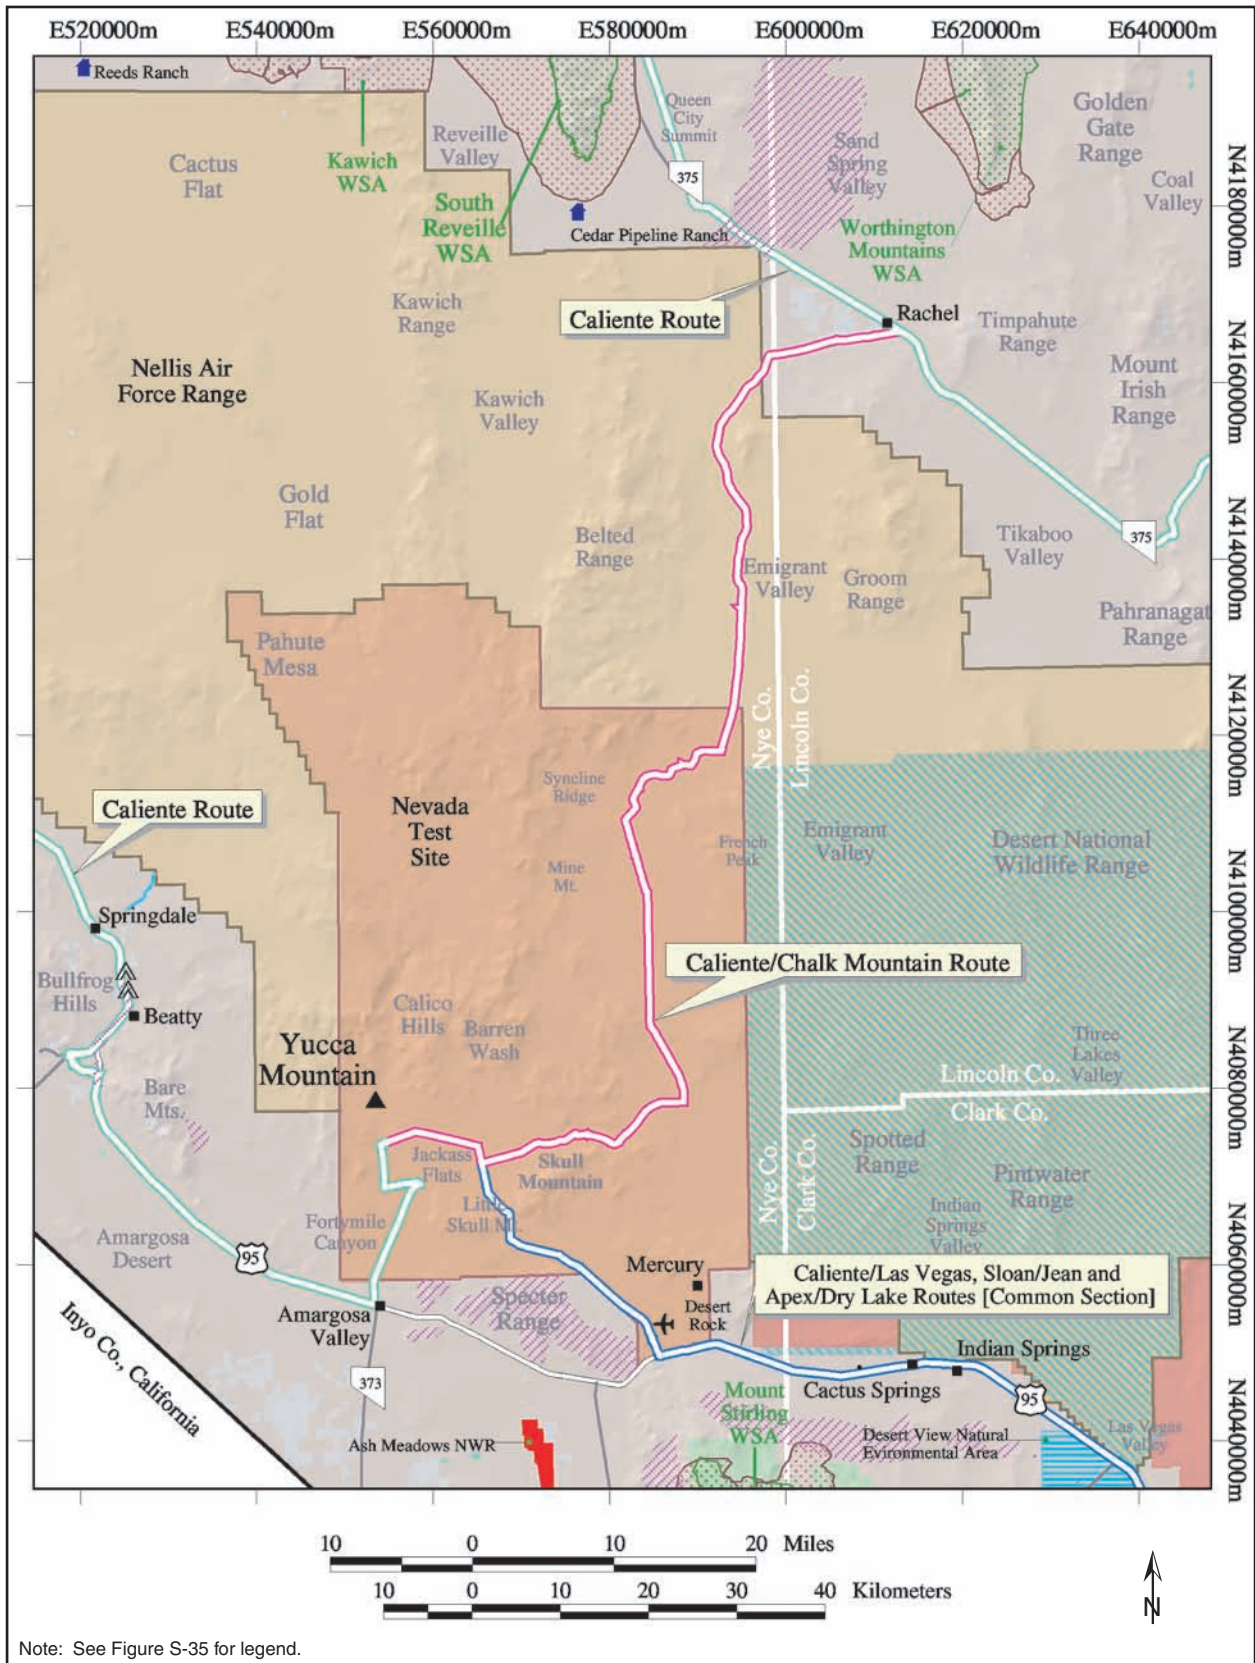 E520000m E540000m E560000m E580000m E600000m E620000m E640000m
Reeds Ranch
Queen
City
Summit
Golden
Gate
Range
Cactus
Flat
Kawich
WSA
Reveille
Valley
375
Sand
Spring
Valley
Coal
Valley
N4180000m
South
Reveille
WSA
Cedar Pipeline Ranch
Worthington
Mountains
WSA
Kawich
Range
Caliente Route
Rachel
Timpahute
Range
Nellis Air
Force Range
Kawich
Valley
Mount
Irish
Range
N4160000m
Gold
Flat
Belted
Range
Emigrant
Valley
Groom
Range
Tikaboo
Valley
375
N4140000m
Pahute
Mesa
Pahranagat
Range
Nye Co.
Lincoln Co.
N4120000m
Syncline
Ridge
Caliente Route
Nevada
Test
Site
Mine
Mt.
French
Peak
Emigrant
Valley
Desert National
Wildlife Range
N4100000m
Springdale
Bullfrog
Hills
Beatty
Caliente/Chalk Mountain Route
Calico
Hills
Barren
Wash
Yucca
Mountain
Three
Lakes
Valley
Lincoln Co.
Clark Co.
N4080000m
Bare
Mts.
Jackass
Flats
Skull
Mountain
Nye Co.
Clark Co.
Spotted
Range
Pintwater
Range
Little
Skull Mt.
Indian
Springs
Valley
Fortymile
Canyon
Amargosa
Desert
95
Mercury
Caliente/Las Vegas, Sloan/Jean and
Apex/Dry Lake Routes [Common Section]
N4060000m
Amargosa
Valley
Specter
Range
Desert
Rock
Indian Springs
Inyo Co., California
373
Cactus Springs
95
Mount
Stirling
WSA
Ash Meadows NWR
Desert View Natural
Evironmental Area
Las Vegas
Valley
N4040000m
10 0 10 20 Miles
10 0 10 20 30 40 Kilometers
N
Note: See Figure S-35 for legend.